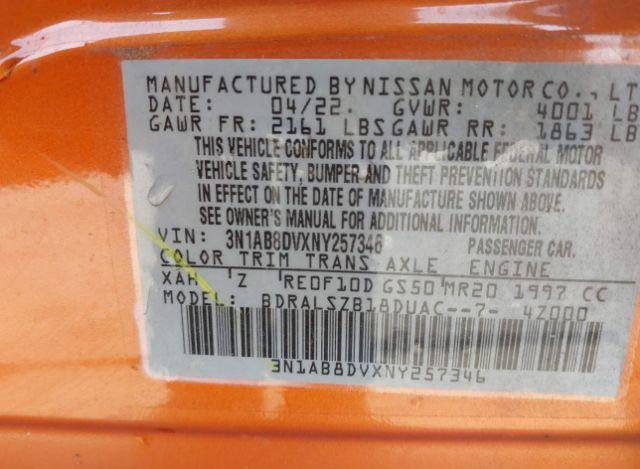 MANUFACTURED BY NISSAN MOTOR CO., LT
DATE: 04/22. GVWR: 4001 LB
GAWR FR: 2161 LBS GAWR RR: 1863 LB
THIS VEHICLE CONFORMS TO ALL APPLICABLE FEDERAL MOTOR
VEHICLE SAFETY, BUMPER AND THEFT PREVENTION STANDARDS
IN EFFECT ON THE DATE OF MANUFACTURE SHOWN ABOVE.
SEE OWNER'S MANUAL FOR ADDITIONAL INFORMATION.
VIN: 3N1AB8DVXNY257346 PASSENGER CAR.
COLOR TRIM TRANS AXLE ENGINE
XAH Z RE0F10D GS50 MR20 1997 CC
MODEL: BDRALSZB18DUAC--7- 4Z000
3N1AB8DVXNY257346